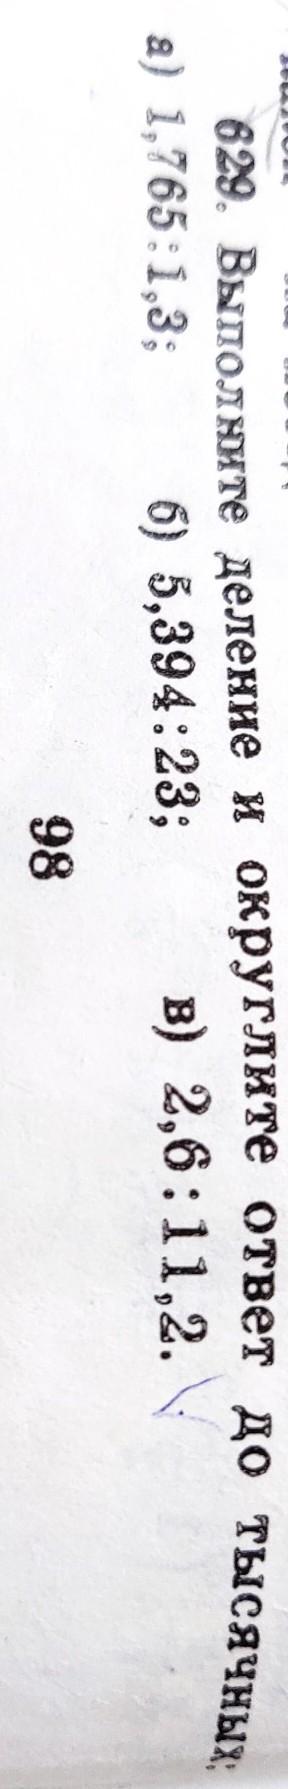 629. Выполните деление и округлите ответ до тысячных:
а) 1,765:1,3; б) 5,394:23; в) 2,6:11,2.
98